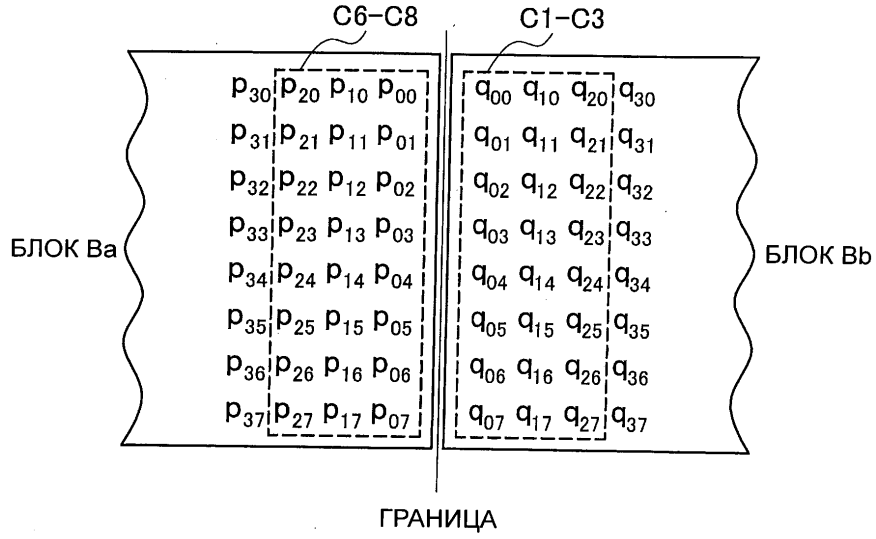 C6-C8 C1-C3
p30 p20 p10 p00 q00 q10 q20 q30
p31 p21 p11 p01 q01 q11 q21 q31
p32 p22 p12 p02 q02 q12 q22 q32
p33 p23 p13 p03 q03 q13 q23 q33
БЛОК Ba БЛОК Bb
p34 p24 p14 p04 q04 q14 q24 q34
p35 p25 p15 p05 q05 q15 q25 q35
p36 p26 p16 p06 q06 q16 q26 q36
p37 p27 p17 p07 q07 q17 q27 q37
ГРАНИЦА